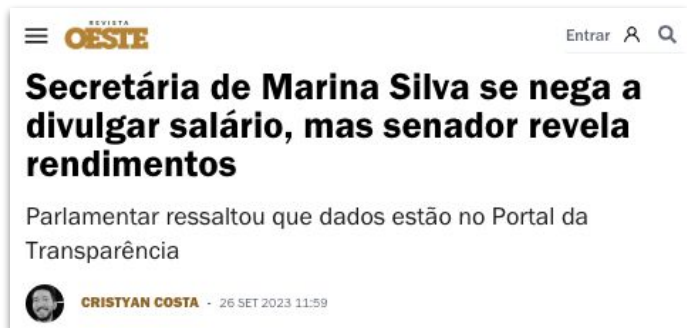 REVISTA
OESTE
Entrar
Secretária de Marina Silva se nega a
divulgar salário, mas senador revela
rendimentos
Parlamentar ressaltou que dados estão no Portal da
Transparência
CRISTYAN COSTA - 26 SET 2023 11:59